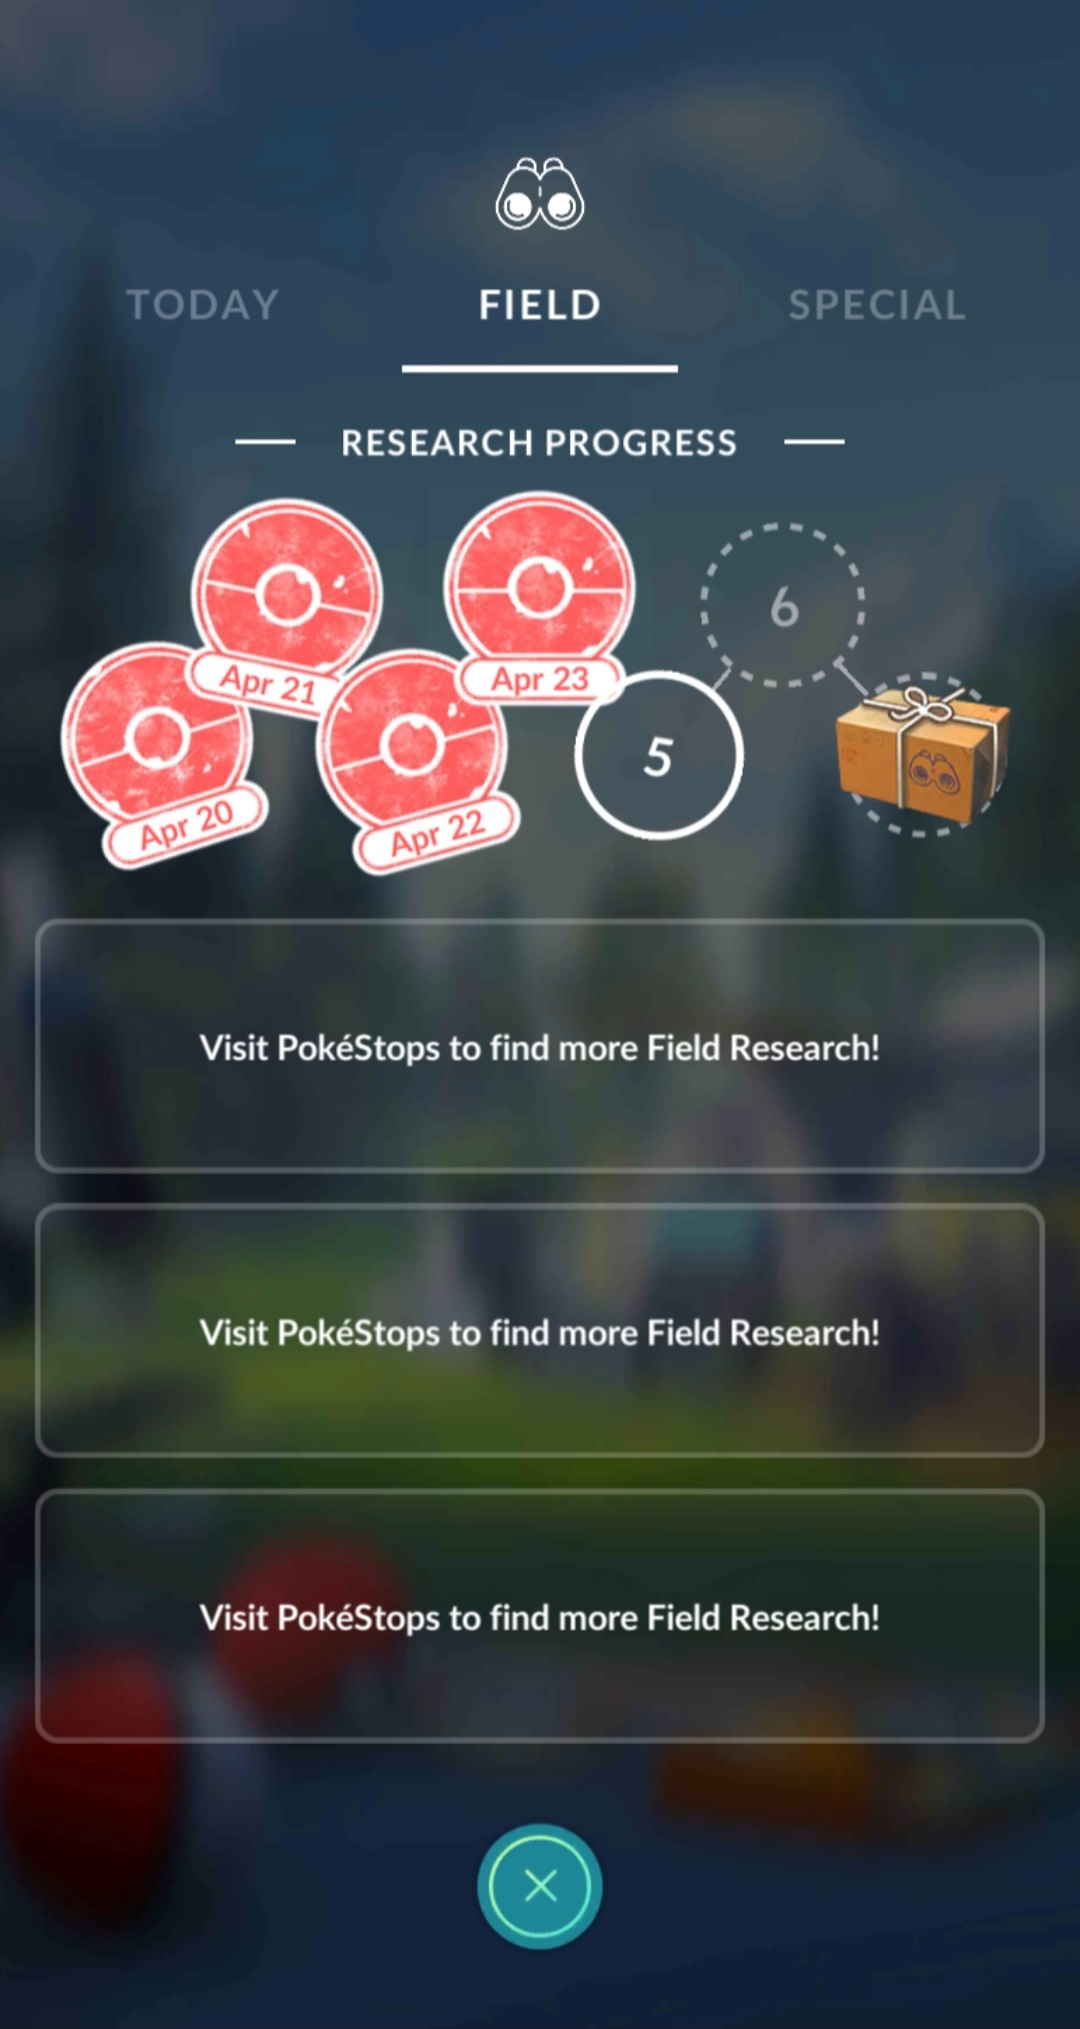 TODAY FIELD SPECIAL
RESEARCH PROGRESS
Apr 20
Apr 21
Apr 22
Apr 23
5
6
Visit PokéStops to find more Field Research!
Visit PokéStops to find more Field Research!
Visit PokéStops to find more Field Research!